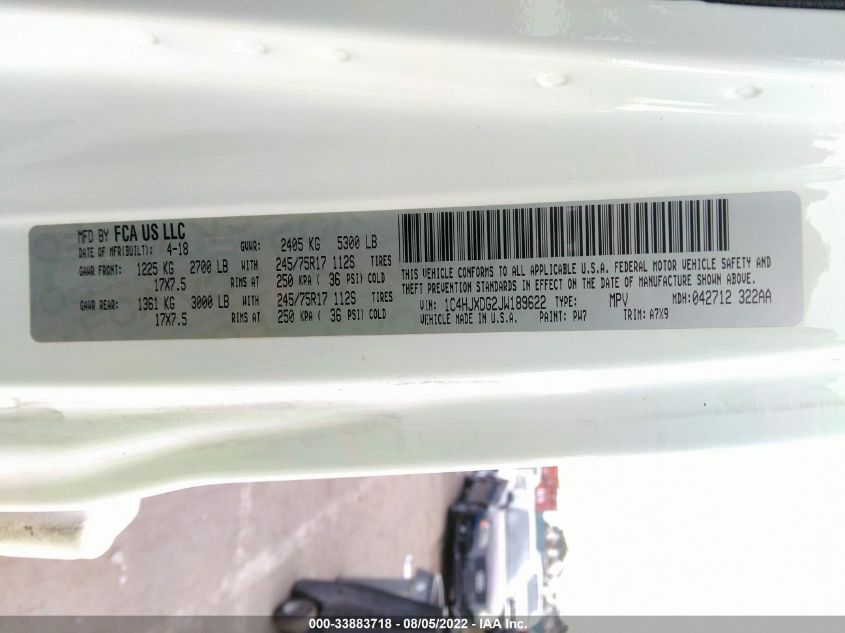 MFD BY FCA US LLC
DATE OF MFR(BUILT): 4-18 GVWR: 2405 KG 5300 LB
GAWR FRONT: 1225 KG 2700 LB WITH 245/75R17 112S TIRES
17X7.5 RIMS AT 250 KPA ( 36 PSI) COLD
GAWR REAR: 1361 KG 3000 LB WITH 245/75R17 112S TIRES
17X7.5 RIMS AT 250 KPA ( 36 PSI) COLD
THIS VEHICLE CONFORMS TO ALL APPLICABLE U.S.A. FEDERAL MOTOR VEHICLE SAFETY AND
THEFT PREVENTION STANDARDS IN EFFECT ON THE DATE OF MANUFACTURE SHOWN ABOVE.
VIN: 1C4HJXDG2JW189622 TYPE: MPV MDH: 042712 322AA
VEHICLE MADE IN U.S.A. PAINT: PW7 TRIM: A7X9
000-33883718 - 08/05/2022 - IAA Inc.